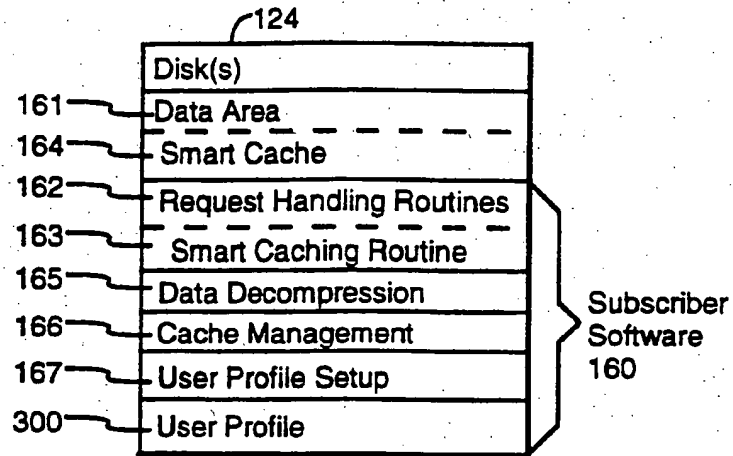 124
Disk(s)
161 Data Area
164 Smart Cache
162 Request Handling Routines
163 Smart Caching Routine
165 Data Decompression
166 Cache Management
167 User Profile Setup
300 User Profile
Subscriber
Software
160